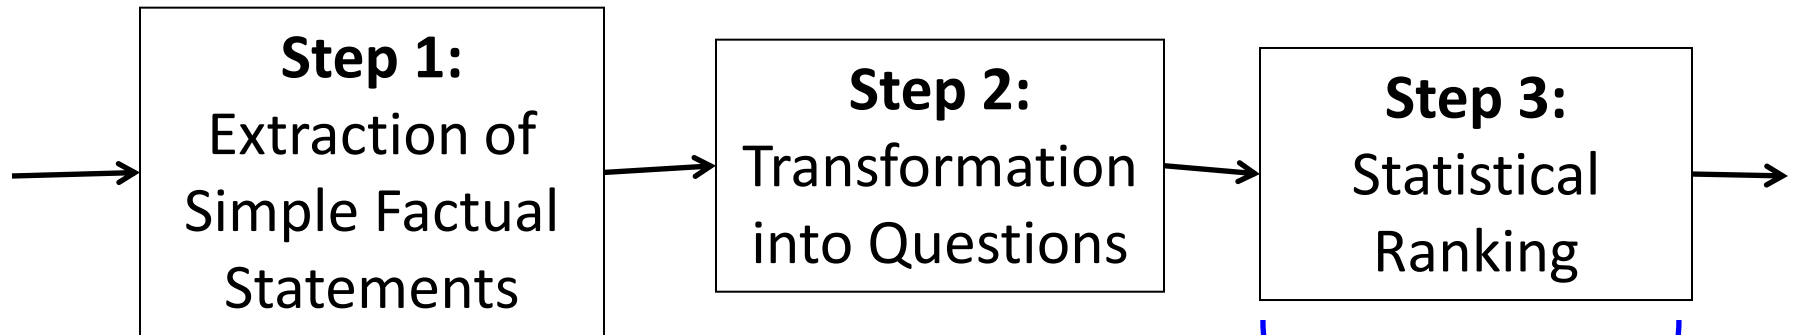 Step 1:
Extraction of
Simple Factual
Statements
Step 2:
Transformation
into Questions
Step 3:
Statistical
Ranking